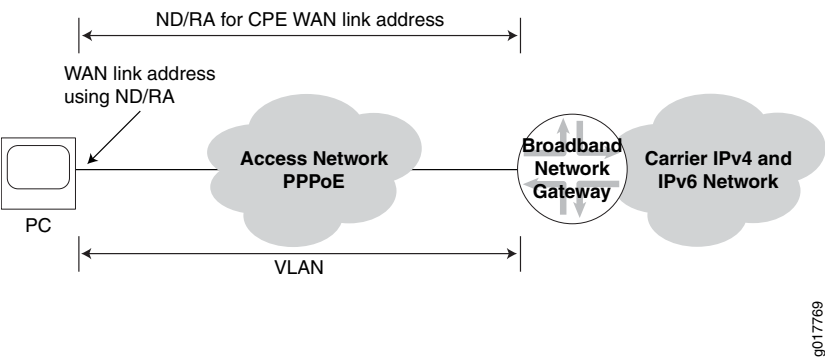 ND/RA for CPE WAN link address
WAN link address
using ND/RA
Access Network
PPPoE
Broadband
Network
Gateway
Carrier IPv4 and
IPv6 Network
PC
VLAN
g017769